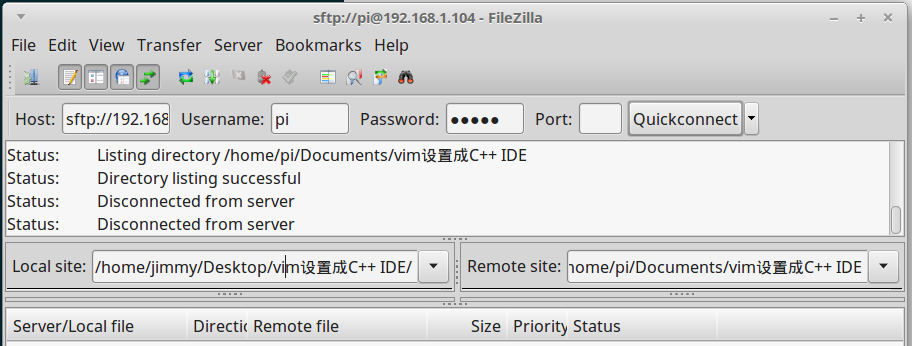 sftp://pi@192.168.1.104 - FileZilla
File Edit View Transfer Server Bookmarks Help
Host: sftp://192.168 Username: pi Password: ●●●●● Port: Quickconnect
Status: Listing directory /home/pi/Documents/vim设置成C++ IDE
Status: Directory listing successful
Status: Disconnected from server
Status: Disconnected from server
Local site: /home/jimmy/Desktop/vim设置成C++ IDE/ Remote site: home/pi/Documents/vim设置成C++ IDE
Server/Local file Directic Remote file Size Priority Status